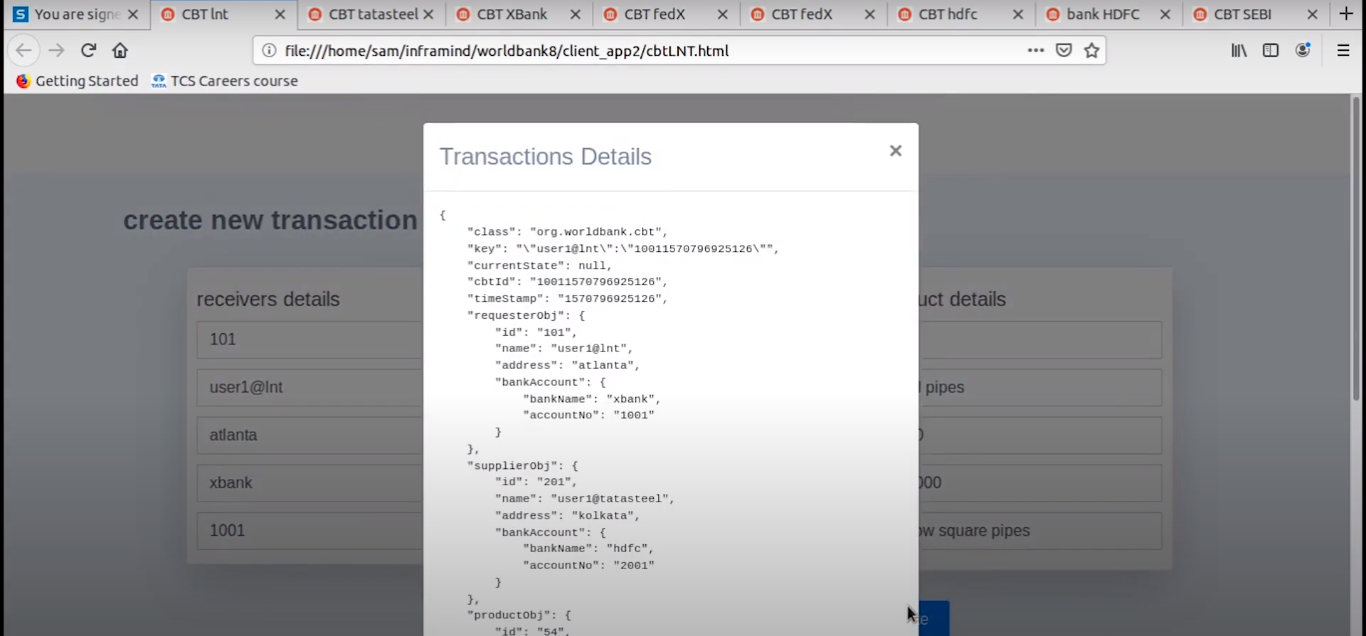 You are signe
CBT lnt
CBT tatasteel
CBT XBank
CBT fedX
CBT fedX
CBT hdfc
bank HDFC
CBT SEBI
file:///home/sam/inframind/worldbank8/client_app2/cbtLNT.html
Getting Started
TCS Careers course
Transactions Details
create new transaction
receivers details
101
user1@lnt
atlanta
xbank
1001
{
"class": "org.worldbank.cbt",
"key": "\"user1@lnt\":\"10011570796925126\"",
"currentState": null,
"cbtId": "10011570796925126",
"timeStamp": "1570796925126",
"requesterObj": {
"id": "101",
"name": "user1@lnt",
"address": "atlanta",
"bankAccount": {
"bankName": "xbank",
"accountNo": "1001"
}
},
"supplierObj": {
"id": "201",
"name": "user1@tatasteel",
"address": "kolkata",
"bankAccount": {
"bankName": "hdfc",
"accountNo": "2001"
}
},
"productObj": {
"id": "54",
uct details
l pipes
0
000
ow square pipes